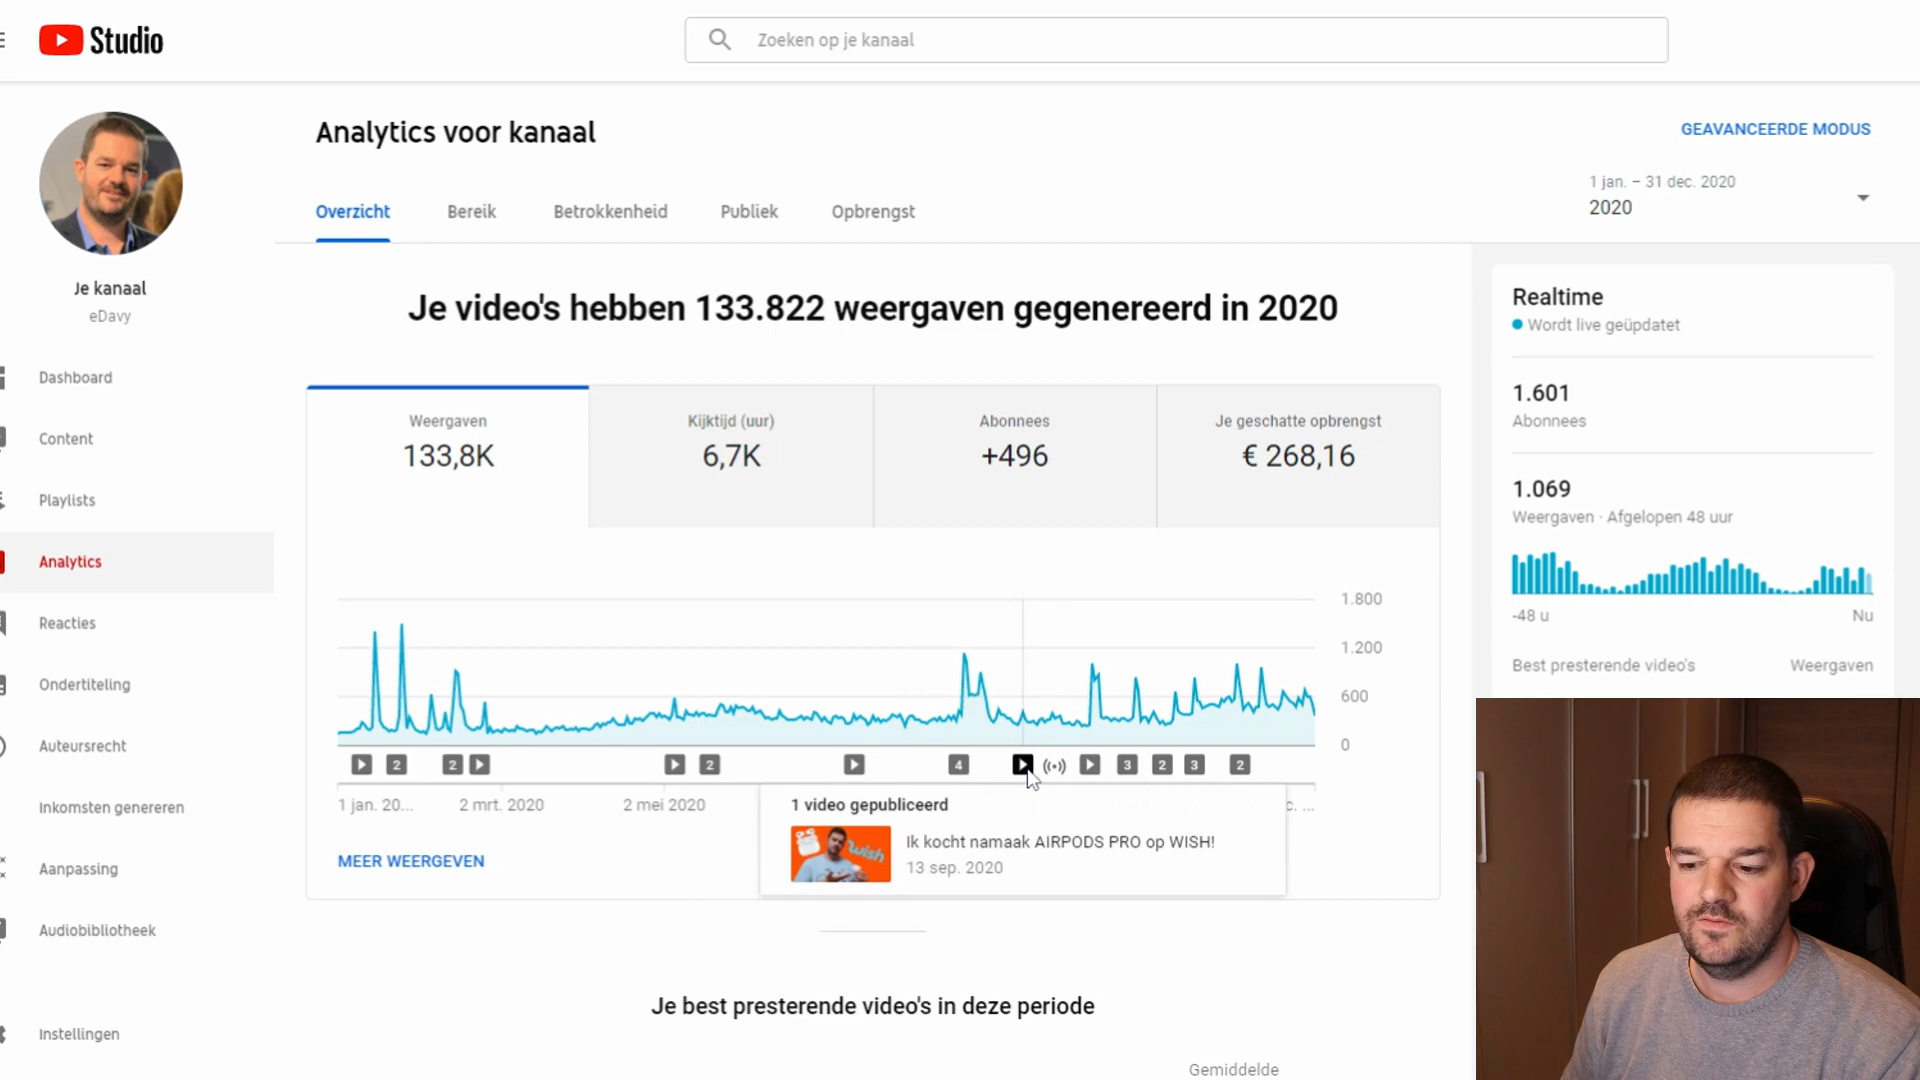 Studio
Zoeken op je kanaal
Je kanaal
eDavy
Dashboard
Content
Playlists
Analytics
Reacties
Ondertiteling
Auteursrecht
Inkomsten genereren
Aanpassing
Audiobibliotheek
Instellingen
Analytics voor kanaal
GEAVANCEERDE MODUS
Overzicht Bereik Betrokkenheid Publiek Opbrengst
1 jan. – 31 dec. 2020
2020
Je video's hebben 133.822 weergaven gegenereerd in 2020
Weergaven
133,8K
Kijktijd (uur)
6,7K
Abonnees
+496
Je geschatte opbrengst
€ 268,16
1.800
1.200
600
0
2 2 2 4 3 2 3 2
1 jan. 20... 2 mrt. 2020 2 mei 2020 c. ...
1 video gepubliceerd
wish
Ik kocht namaak AIRPODS PRO op WISH!
13 sep. 2020
MEER WEERGEVEN
Je best presterende video's in deze periode
Gemiddelde
Realtime
Wordt live geüpdatet
1.601
Abonnees
1.069
Weergaven · Afgelopen 48 uur
-48 u Nu
Best presterende video's Weergaven